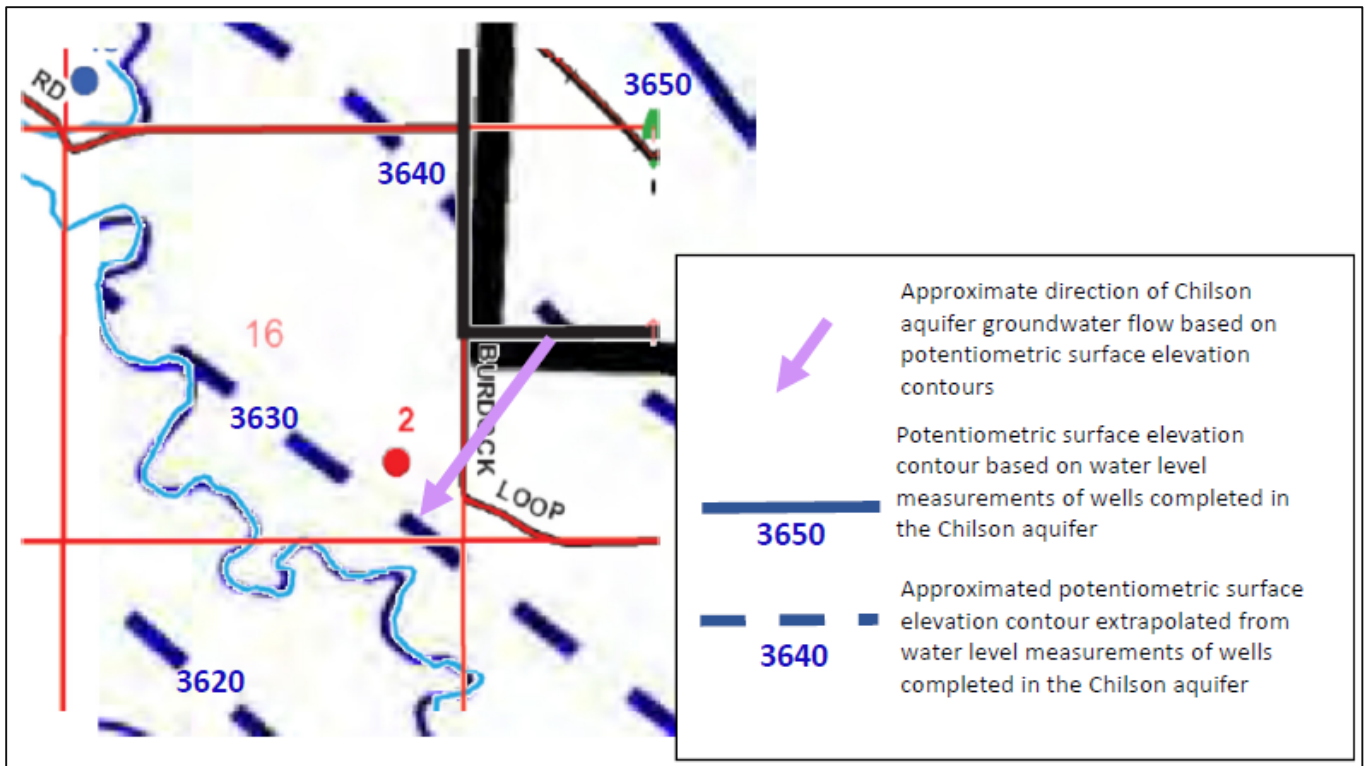 RD
3650
3640
16
3630
2
BURDOCK
LOOP
3620
Approximate direction of Chilson
aquifer groundwater flow based on
potentiometric surface elevation
contours
Potentiometric surface elevation
contour based on water level
measurements of wells completed in
the Chilson aquifer
3650
Approximated potentiometric surface
elevation contour extrapolated from
water level measurements of wells
completed in the Chilson aquifer
3640